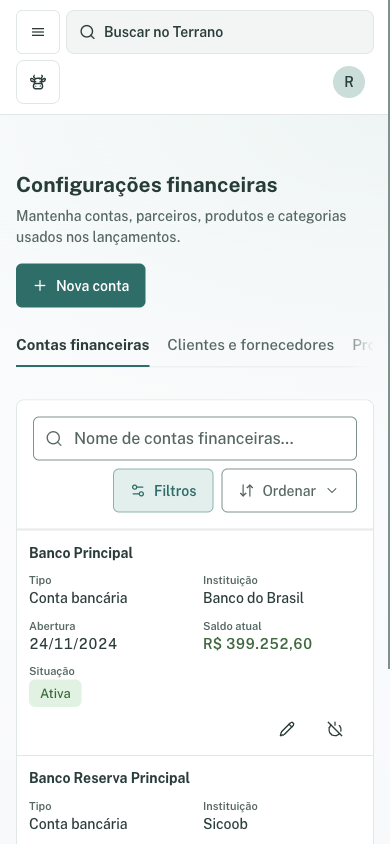 Buscar no Terrano
R
Configurações financeiras
Mantenha contas, parceiros, produtos e categorias
usados nos lançamentos.
Nova conta
Contas financeiras Clientes e fornecedores
Nome de contas financeiras...
Filtros Ordenar
Banco Principal
Tipo Instituição
Conta bancária Banco do Brasil
Abertura Saldo atual
24/11/2024 R$ 399.252,60
Situação
Ativa
Banco Reserva Principal
Tipo Instituição
Conta bancária Sicoob